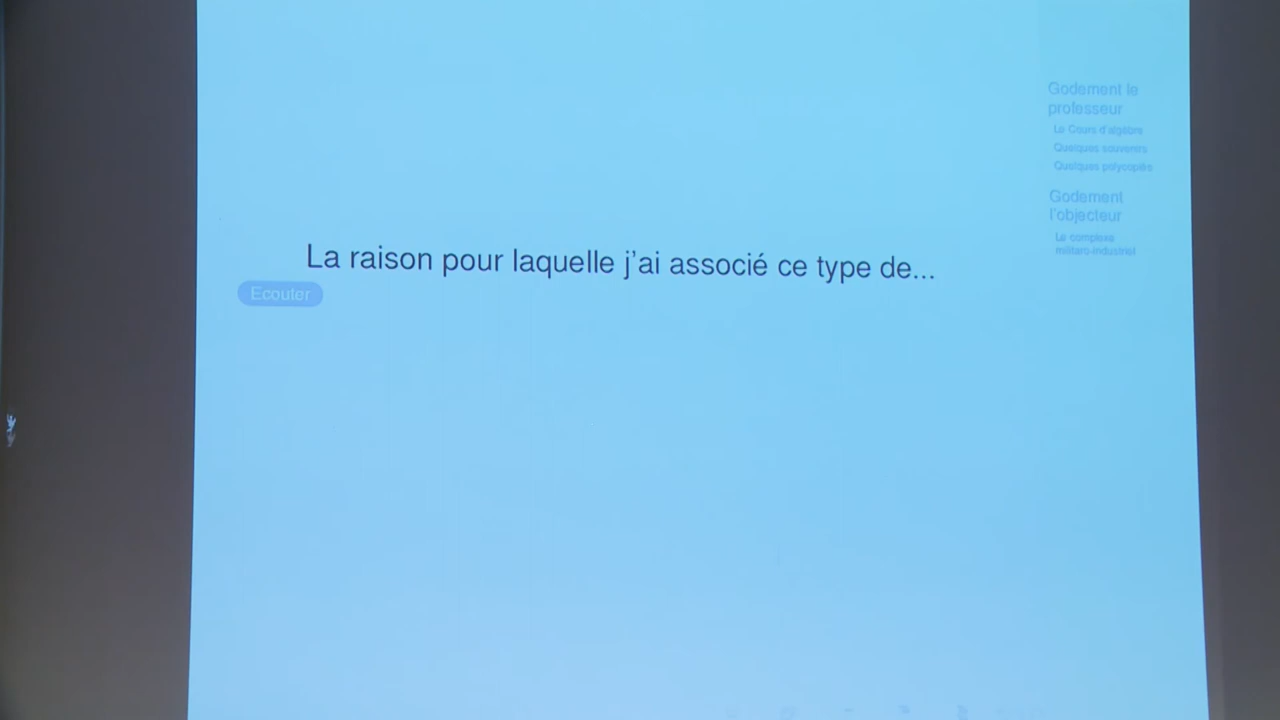 La raison pour laquelle j'ai associé ce type de...
Ecouter
Godement le
professeur
Le Cours d'algèbre
Quelques souvenirs
Quelques polycopiés
Godement
l'objecteur
Le complexe
militaro-industriel